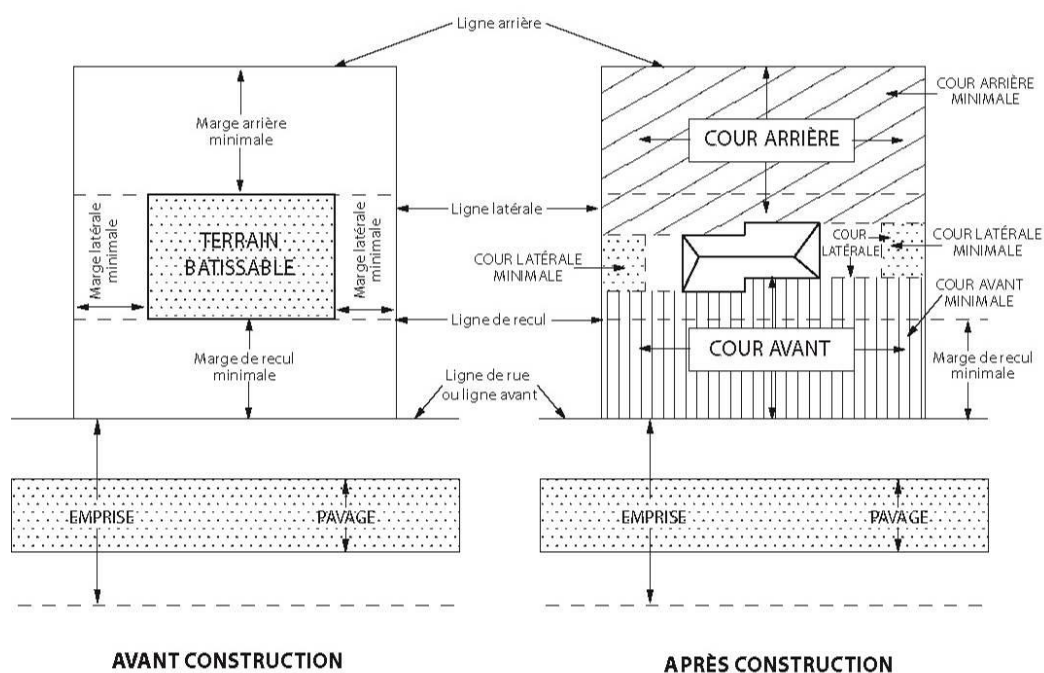 Ligne arrière
Marge arrière
minimale
Marge latérale
minimale
TERRAIN
BATISSABLE
Marge latérale
minimale
Marge de recul
minimale
Ligne latérale
Ligne de recul
Ligne de rue
ou ligne avant
EMPRISE
PAVAGE
AVANT CONSTRUCTION
COUR ARRIÈRE
MINIMALE
COUR ARRIÈRE
COUR LATÉRALE
MINIMALE
COUR
LATÉRALE
COUR LATÉRALE
MINIMALE
COUR AVANT
MINIMALE
COUR AVANT
Marge de recul
minimale
EMPRISE
PAVAGE
APRÈS CONSTRUCTION